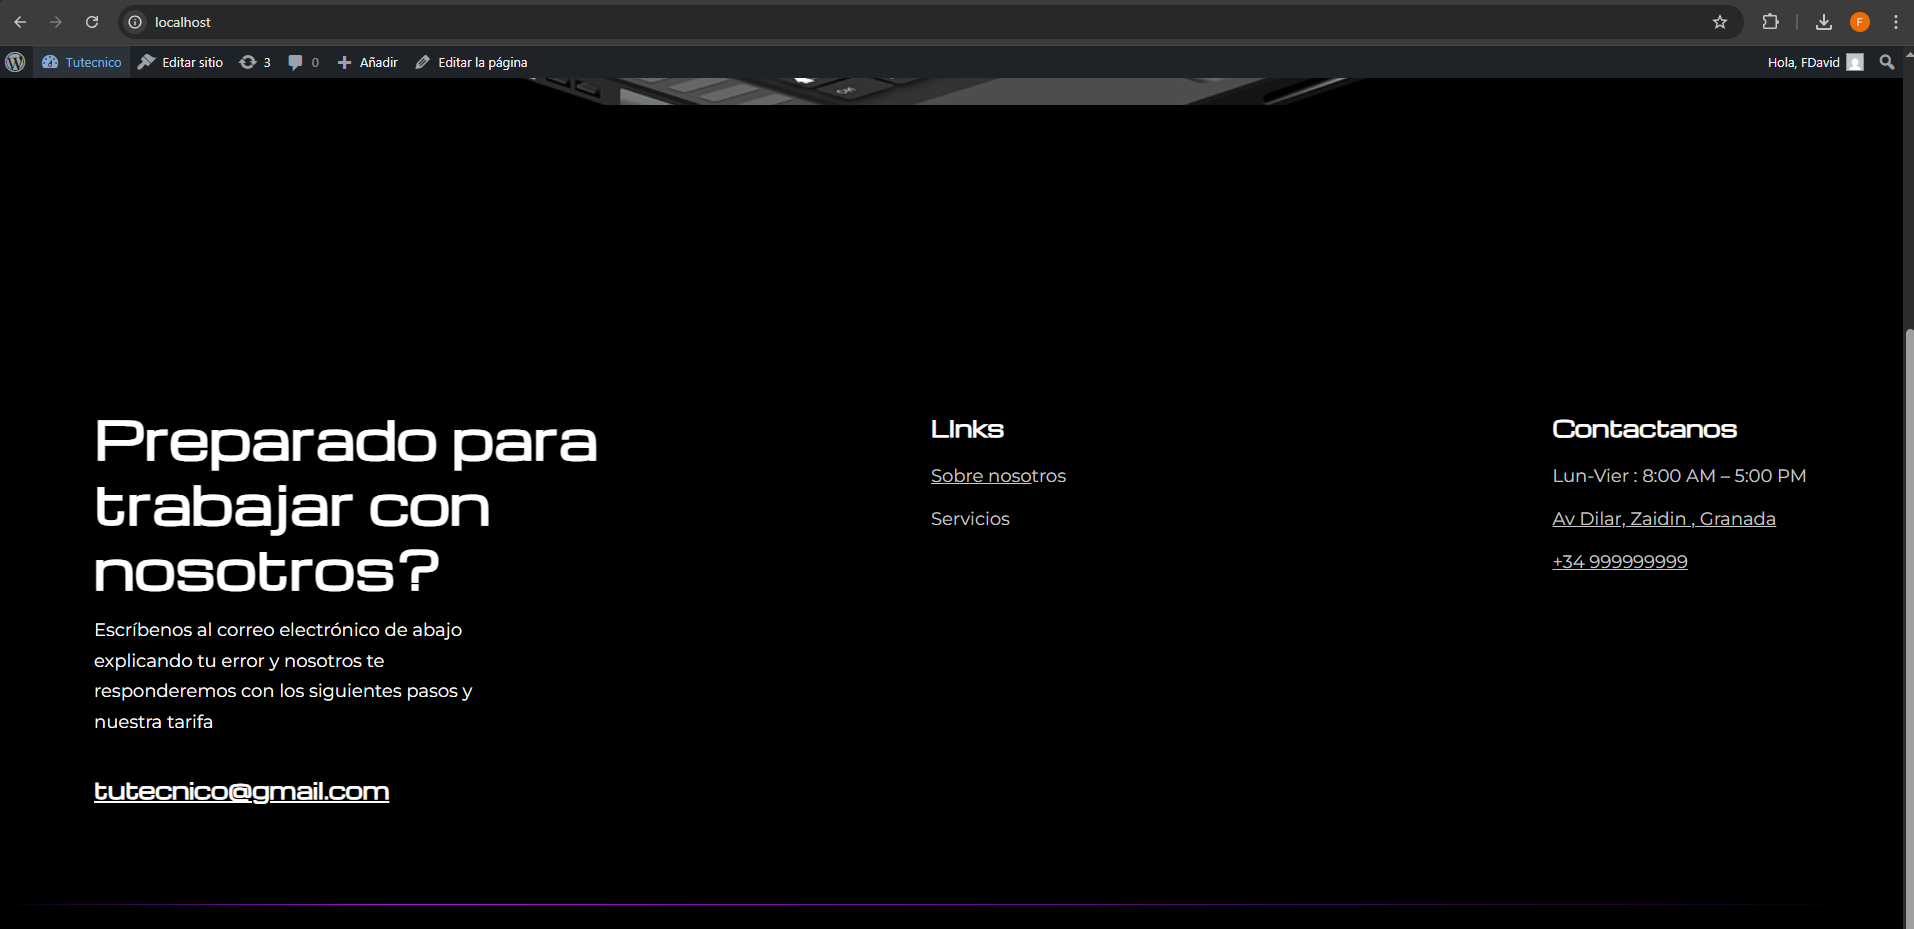 localhost
F
Tutecnico
Editar sitio
3
0
Añadir
Editar la página
Hola, FDavid
Preparado para
trabajar con
nosotros?
Escríbenos al correo electrónico de abajo
explicando tu error y nosotros te
responderemos con los siguientes pasos y
nuestra tarifa
tutecnico@gmail.com
LInks
Sobre nosotros
Servicios
Contactanos
Lun-Vier : 8:00 AM – 5:00 PM
Av Dilar, Zaidin , Granada
+34 999999999